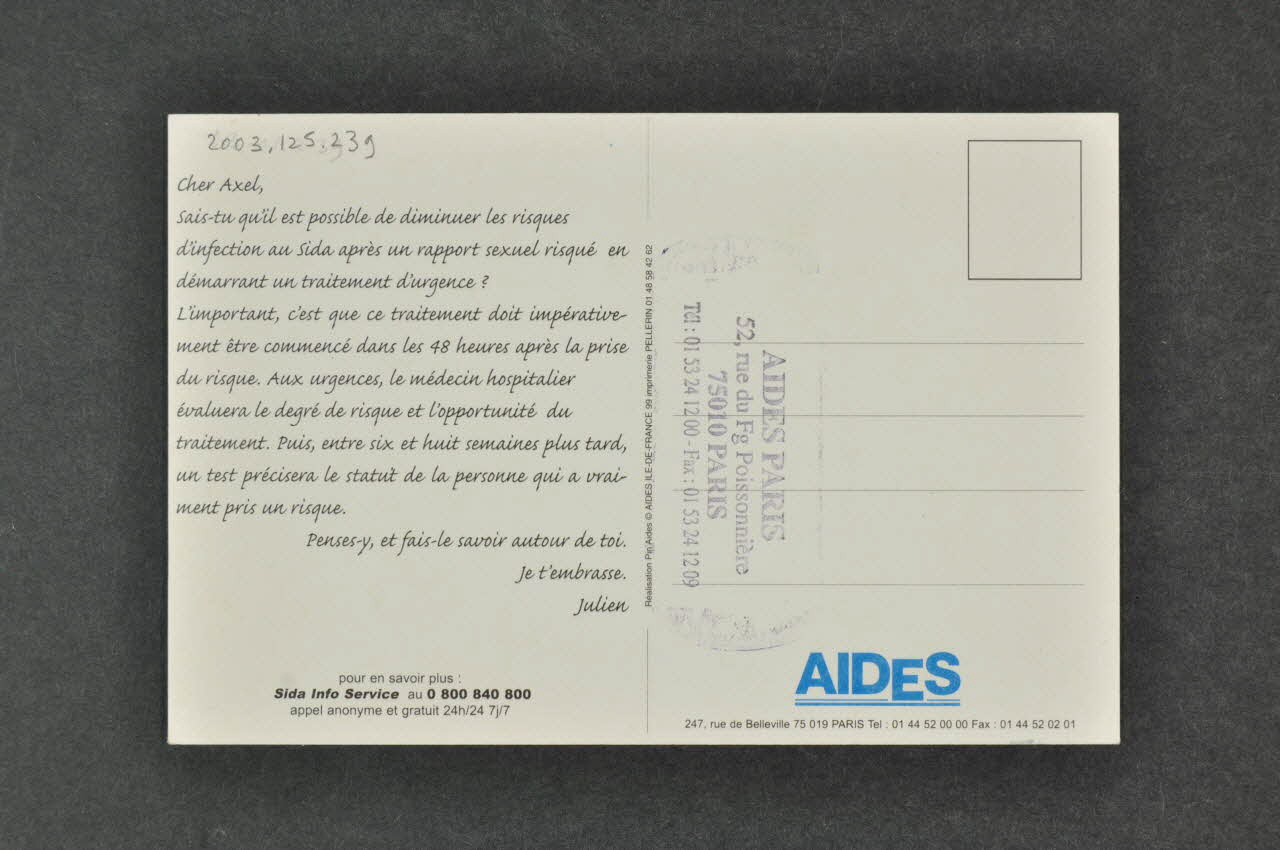 2003.125.239
Cher Axel,
Sais-tu qu'il est possible de diminuer les risques
d'infection au Sida après un rapport sexuel risqué en
démarrant un traitement d'urgence ?
L'important, c'est que ce traitement doit impérative-
ment être commencé dans les 48 heures après la prise
du risque. Aux urgences, le médecin hospitalier
évaluera le degré de risque et l'opportunité du
traitement. Puis, entre six et huit semaines plus tard,
un test précisera le statut de la personne qui a vrai-
ment pris un risque.
Penses-y, et fais-le savoir autour de toi.
Je t'embrasse.
Julien
pour en savoir plus :
Sida Info Service au 0 800 840 800
appel anonyme et gratuit 24h/24 7j/7
Réalisation Pin Aides © AIDES ILE-DE-FRANCE 99 imprimerie PELLERIN 01 48 58 42 62
AIDES PARIS
52, rue du Fg Poissonnière
75010 PARIS
Tél : 01 53 24 12 00 - Fax : 01 53 24 12 09
AIDES
247, rue de Belleville 75 019 PARIS Tel : 01 44 52 00 00 Fax : 01 44 52 02 01